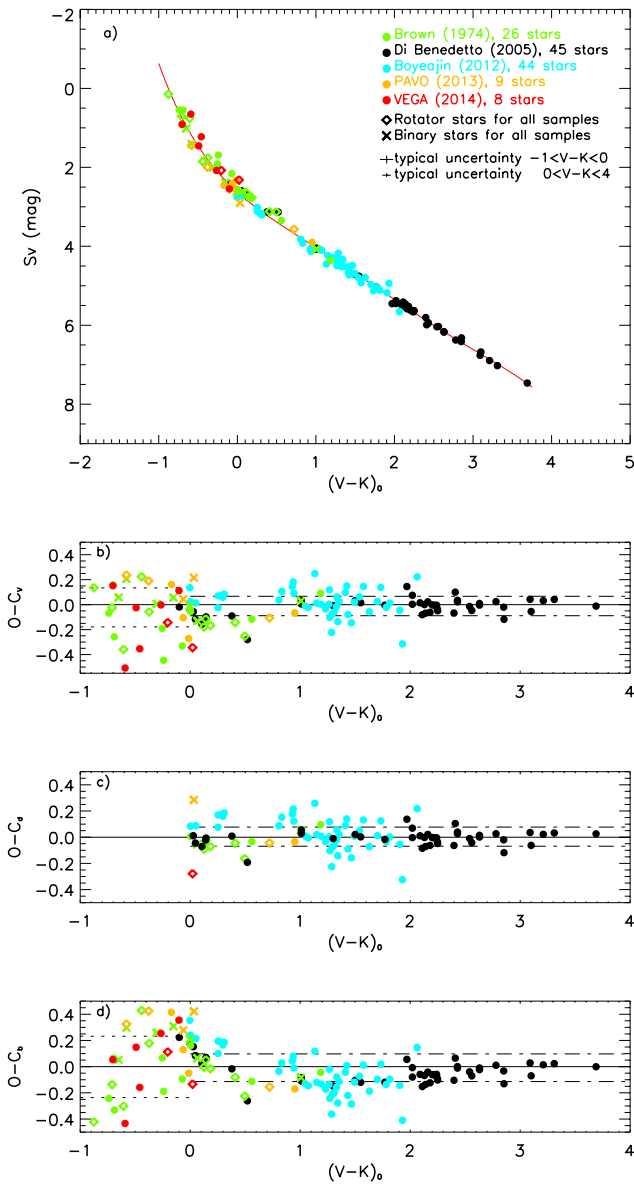 a)
Brown (1974), 26 stars
Di Benedetto (2005), 45 stars
Boyeajin (2012), 44 stars
PAVO (2013), 9 stars
VEGA (2014), 8 stars
Rotator stars for all samples
Binary stars for all samples
typical uncertainty −1<V−K<0
typical uncertainty 0<V−K<4
−2
0
2
4
6
8
Sv (mag)
−2 −1 0 1 2 3 4 5
(V−K)₀
b)
0.4
0.2
0.0
−0.2
−0.4
O−Cᵥ
−1 0 1 2 3 4
(V−K)₀
c)
0.4
0.2
0.0
−0.2
−0.4
O−C_d
−1 0 1 2 3 4
(V−K)₀
d)
0.4
0.2
0.0
−0.2
−0.4
O−C_b
−1 0 1 2 3 4
(V−K)₀